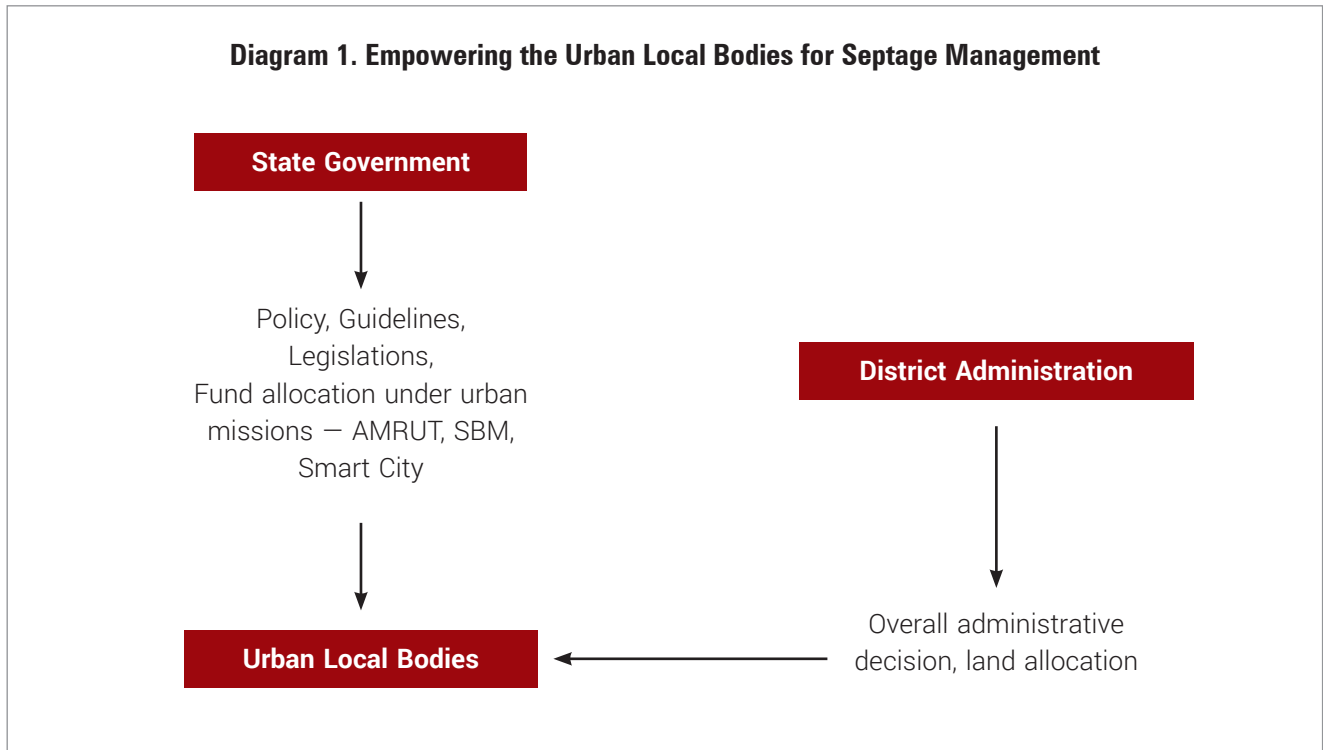 Diagram 1. Empowering the Urban Local Bodies for Septage Management
State Government
Policy, Guidelines,
Legislations,
Fund allocation under urban
missions — AMRUT, SBM,
Smart City
District Administration
Overall administrative
decision, land allocation
Urban Local Bodies